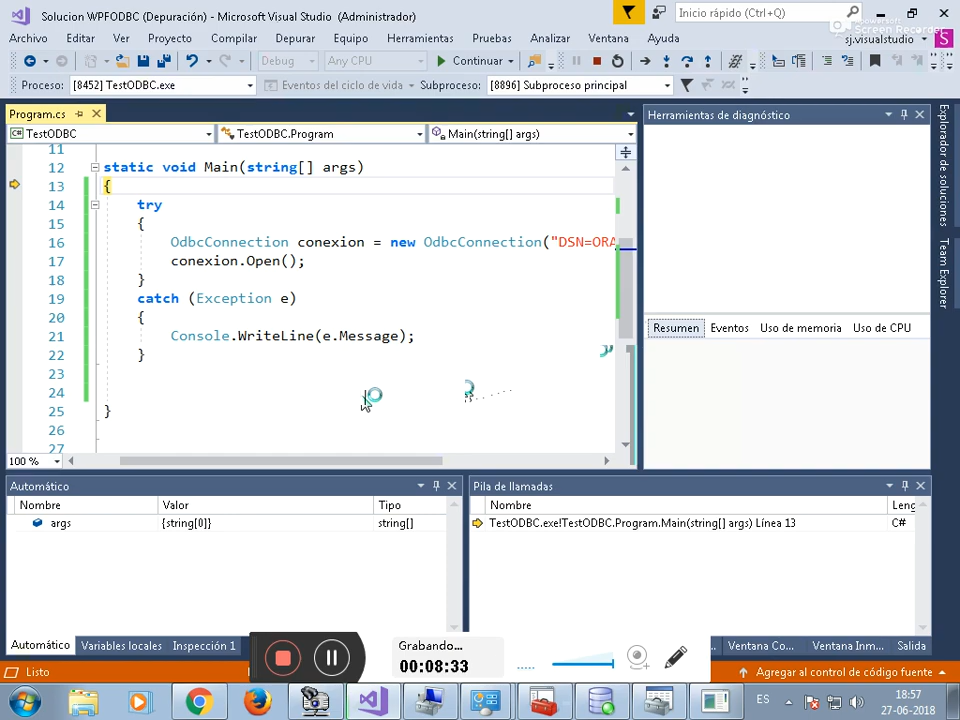 Solucion WPFODBC (Depuración) - Microsoft Visual Studio (Administrador)
Inicio rápido (Ctrl+Q)
Screen Recorder
Archivo Editar Ver Proyecto Compilar Depurar Equipo Herramientas Pruebas Analizar Ventana Ayuda
sj.visualstudio
S
Debug Any CPU Continuar
Proceso: [8452] TestODBC.exe Eventos del ciclo de vida Subproceso: [8896] Subproceso principal
Program.cs
TestODBC TestODBC.Program Main(string[] args)
11
12 static void Main(string[] args)
13 {
14 try
15 {
16 OdbcConnection conexion = new OdbcConnection("DSN=ORA
17 conexion.Open();
18 }
19 catch (Exception e)
20 {
21 Console.WriteLine(e.Message);
22 }
23
24
25 }
26
27
100 %
Herramientas de diagnóstico
Resumen Eventos Uso de memoria Uso de CPU
Explorador de soluciones
Team Explorer
Automático
Nombre Valor Tipo
args {string[0]} string[]
Automático Variables locales Inspección 1
Pila de llamadas
Nombre Leng
TestODBC.exe!TestODBC.Program.Main(string[] args) Línea 13 C#
Ventana Co... Ventana Inm... Salida
Grabando...
00:08:33
Listo
Agregar al control de código fuente
ES
18:57
27-06-2018